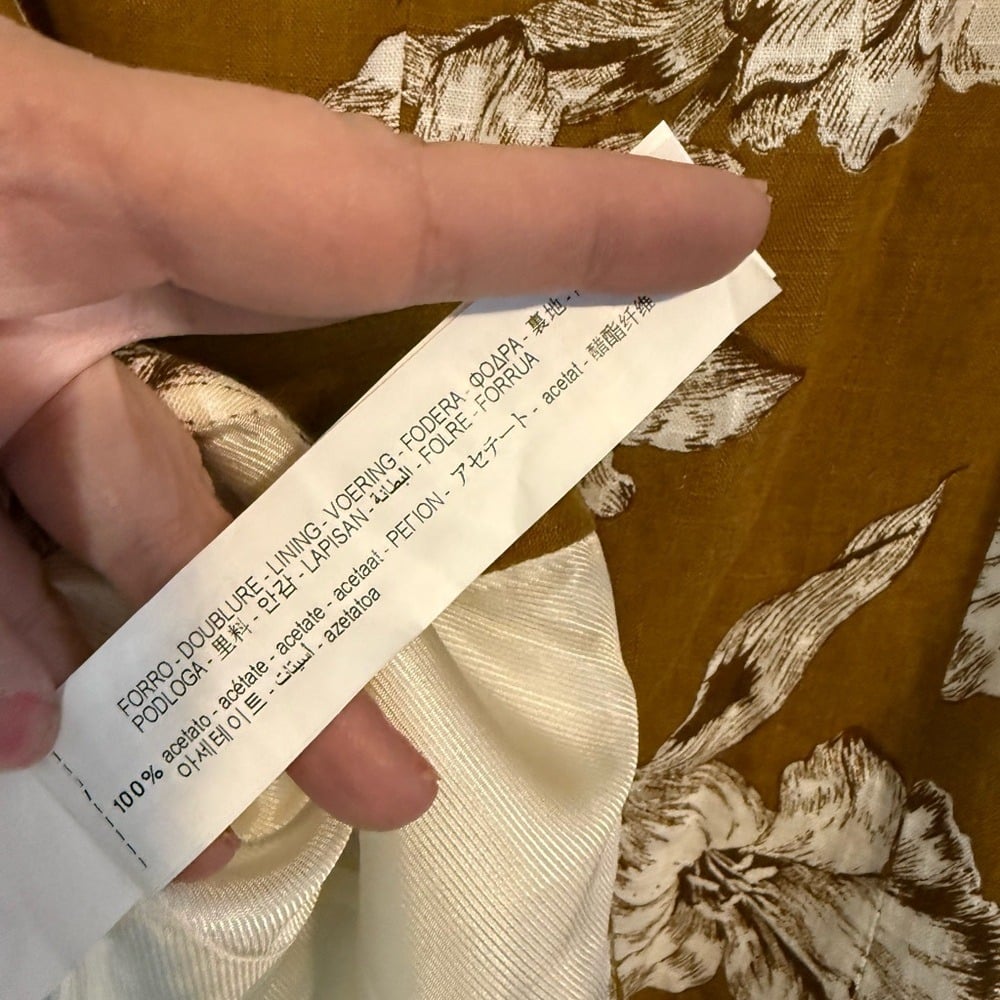 FORRO - DOUBLURE - LINING - VOERING - FODERA - ΦΟΔΡΑ - 裏地 -
PODLOGA - 里料 - 안감 - LAPISAN - البطانة - FOLRE - FORRUA
100% acetato - acétate - acetate - acetaat - ΡΕΓΙΟΝ - アセテート - acetat - 醋酯纤维
아세테이트 - اسيتات - azetatoa